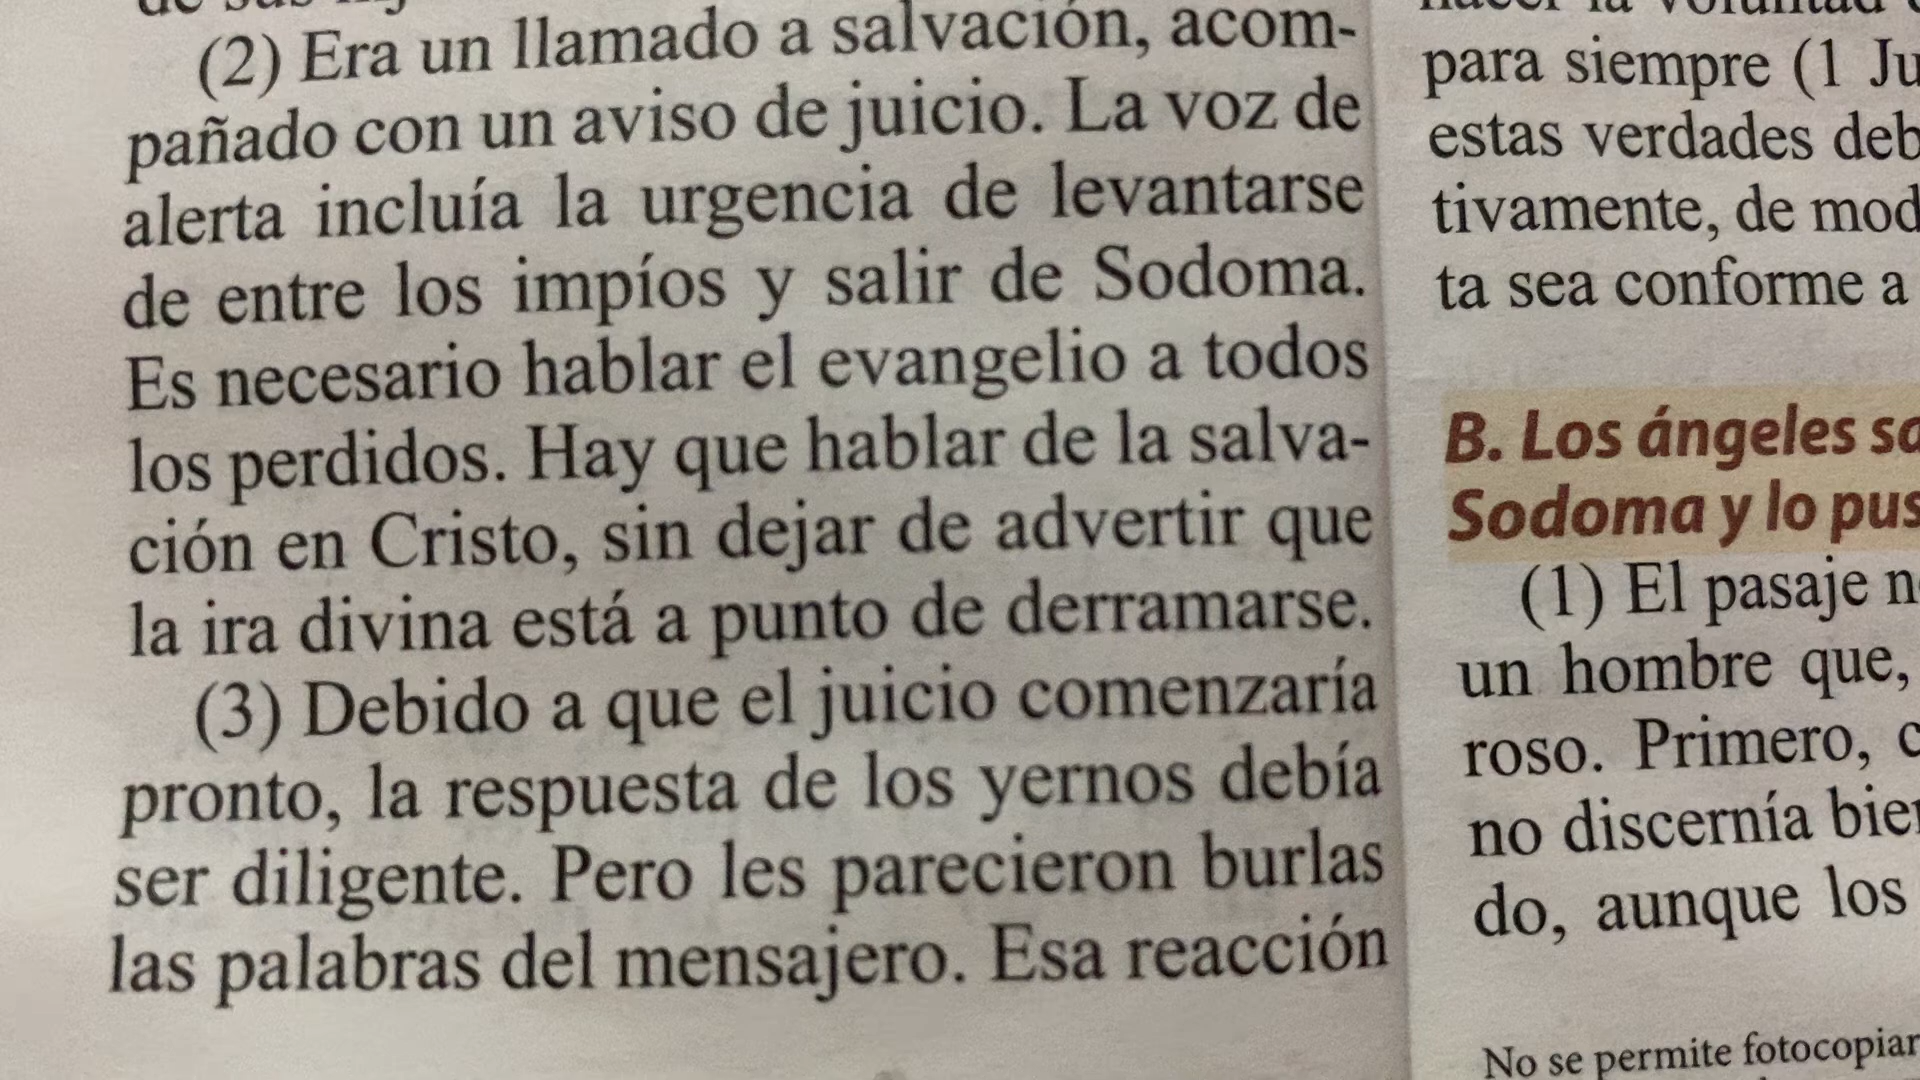 (2) Era un llamado a salvación, acom-
pañado con un aviso de juicio. La voz de
alerta incluía la urgencia de levantarse
de entre los impíos y salir de Sodoma.
Es necesario hablar el evangelio a todos
los perdidos. Hay que hablar de la salva-
ción en Cristo, sin dejar de advertir que
la ira divina está a punto de derramarse.
(3) Debido a que el juicio comenzaría
pronto, la respuesta de los yernos debía
ser diligente. Pero les parecieron burlas
las palabras del mensajero. Esa reacción
para siempre (1 Ju
estas verdades deb
tivamente, de mod
ta sea conforme a
B. Los ángeles
Sodoma y lo pus
(1) El pasaje
un hombre que,
roso. Primero,
no discernía
do, aunque los
No se permite fotocopiar